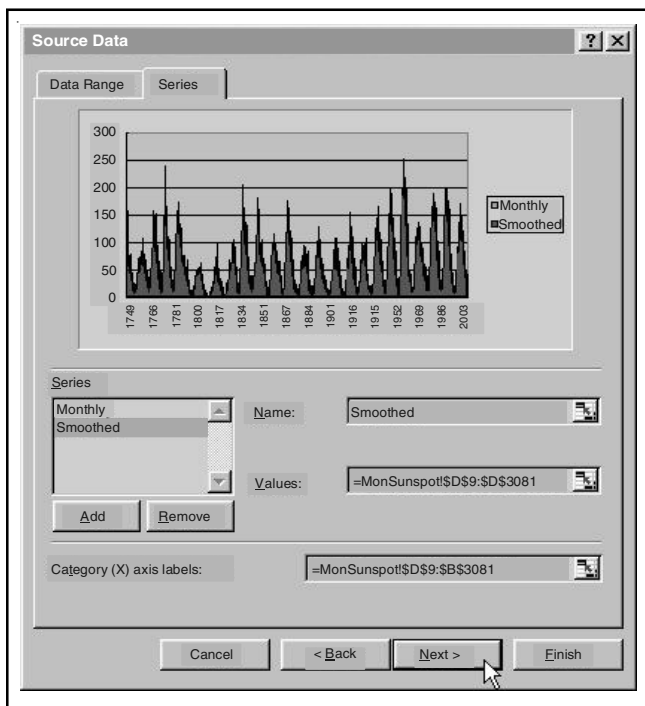 Source Data
Data Range Series
300
250
200
150
100
50
0
1749 1766 1781 1800 1817 1834 1851 1867 1884 1901 1916 1915 1952 1969 1986 2003
Monthly
Smoothed
Series
Monthly
Smoothed
Name: Smoothed
Values: =MonSunspot!$D$9:$D$3081
Add Remove
Category (X) axis labels: =MonSunspot!$D$9:$B$3081
Cancel < Back Next > Finish